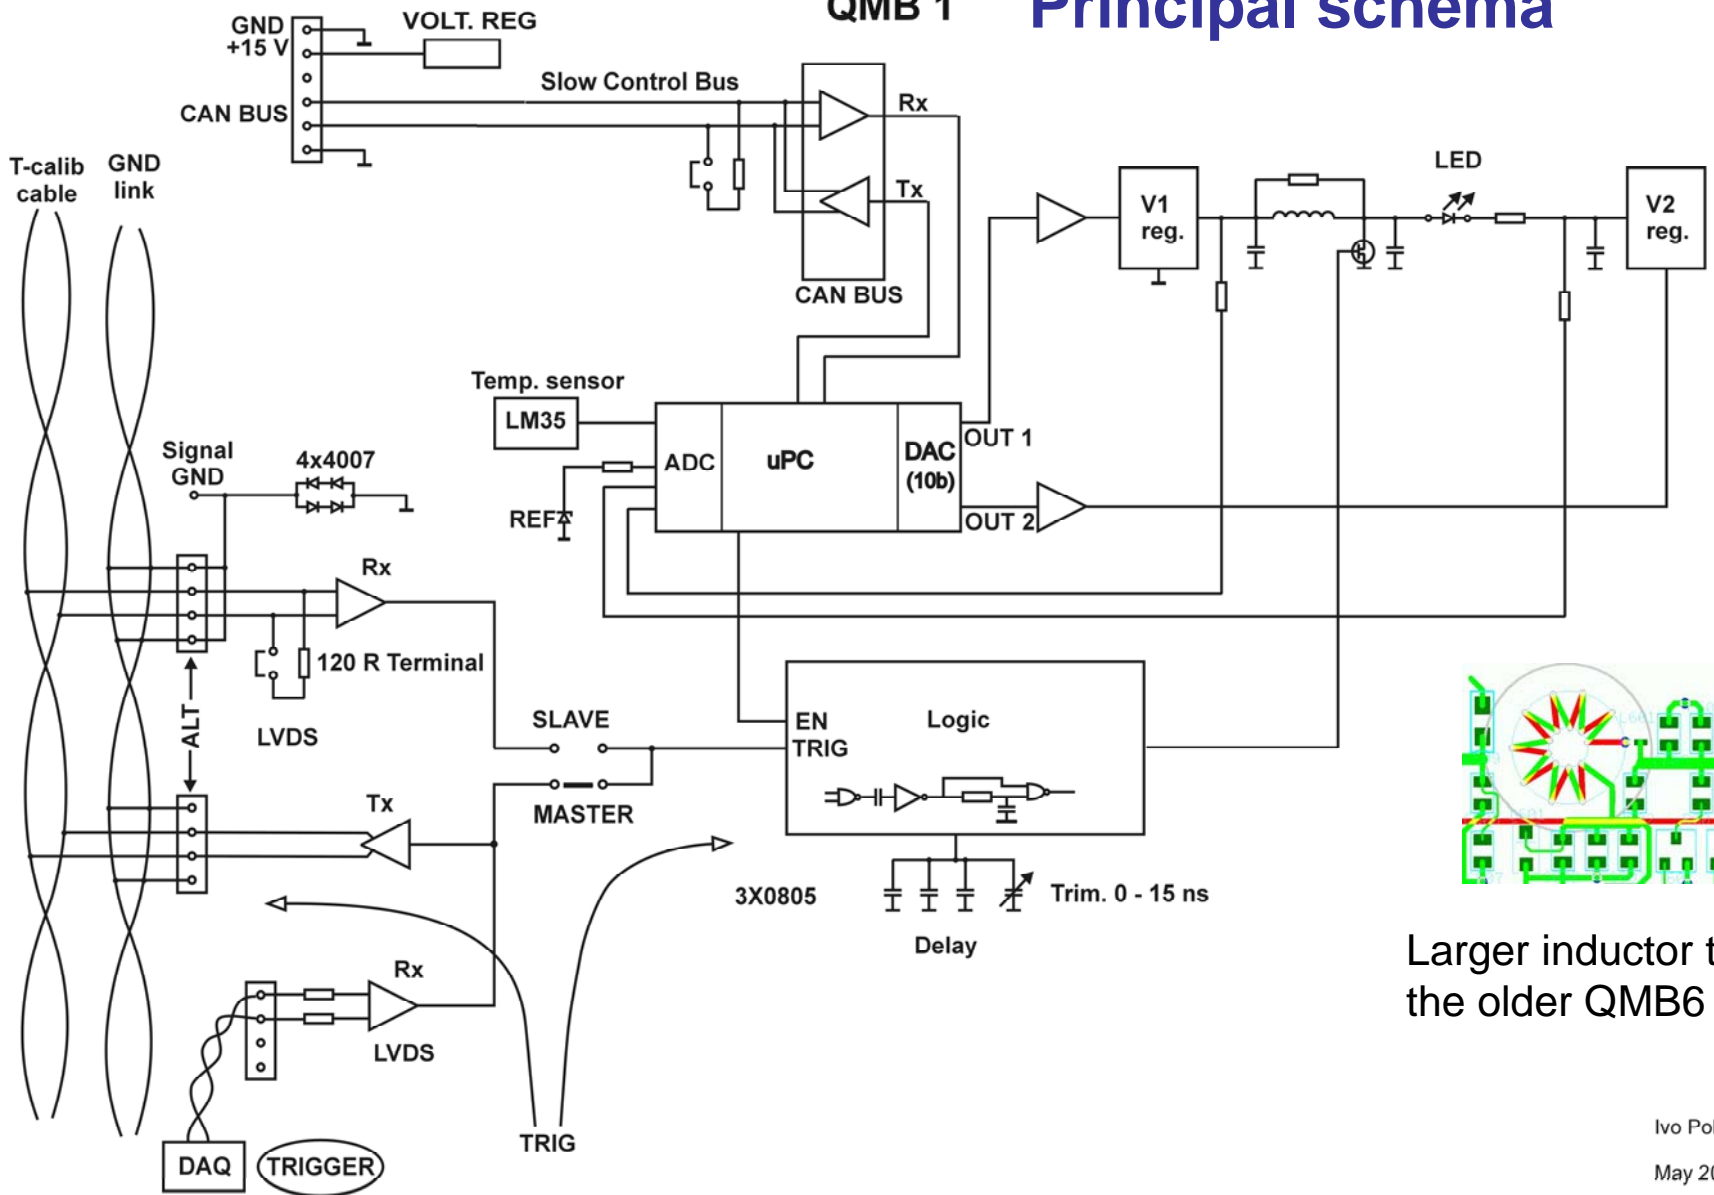 QMB 1
Principal schema
GND
+15 V
VOLT. REG
Slow Control Bus
CAN BUS
Rx
Tx
CAN BUS
T-calib
cable
GND
link
LED
V1
reg.
V2
reg.
Temp. sensor
LM35
ADC
uPC
DAC
(10b)
OUT 1
OUT 2
REF
Signal
GND
4x4007
Rx
120 R Terminal
LVDS
ALT
SLAVE
MASTER
EN
TRIG
Logic
Tx
3X0805
Trim. 0 - 15 ns
Delay
Rx
LVDS
TRIG
DAQ
TRIGGER
Larger inductor
the older QMB6
Ivo
May